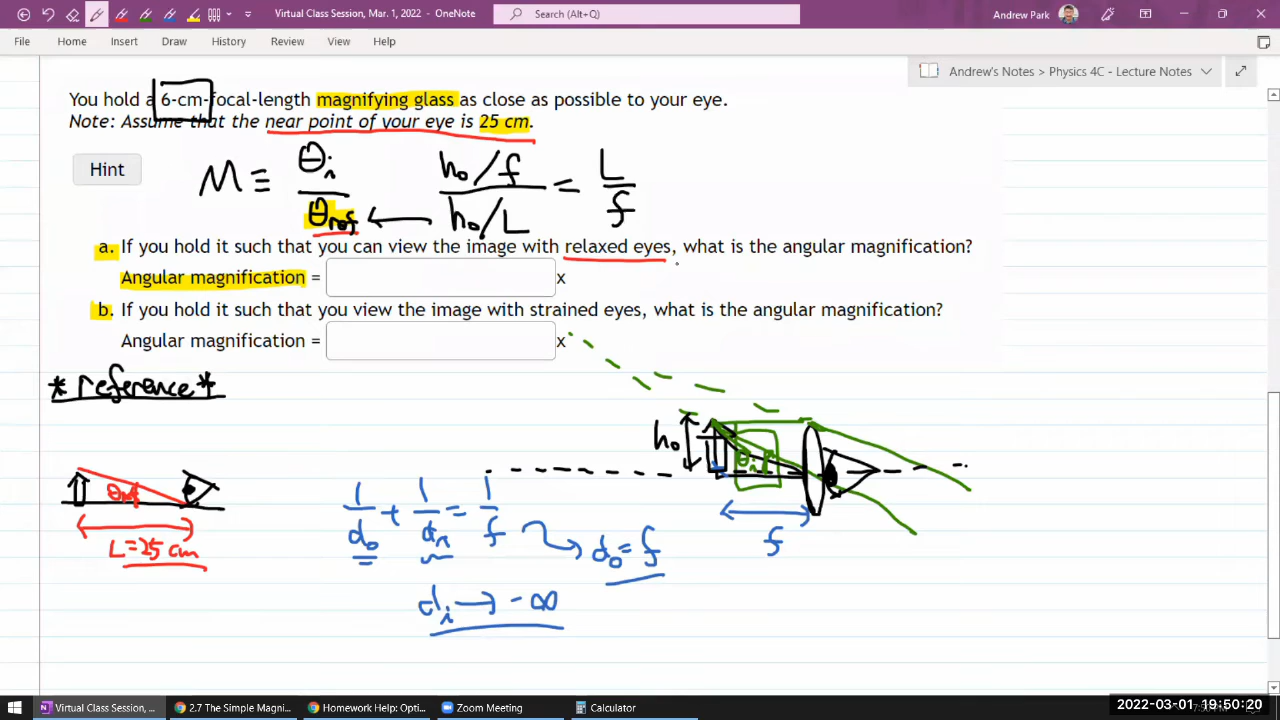 Virtual Class Session, Mar. 1, 2022 - OneNote
Search (Alt+Q)
Andrew Park
File Home Insert Draw History Review View Help
Andrew's Notes > Physics 4C - Lecture Notes
You hold a 6-cm-focal-length magnifying glass as close as possible to your eye.
Note: Assume that the near point of your eye is 25 cm.
Hint
M ≡ θi / θref ← (h₀/f) / (h₀/L) = L / f
a. If you hold it such that you can view the image with relaxed eyes, what is the angular magnification?
Angular magnification = x
b. If you hold it such that you view the image with strained eyes, what is the angular magnification?
Angular magnification = x
*reference*
h₀
θi
θref
L=25 cm
1/d₀ + 1/di = 1/f
d₀ = f
f
di → -∞
Virtual Class Session, ...
2.7 The Simple Magni...
Homework Help: Opti...
Zoom Meeting
Calculator
2022-03-01 19:50:20